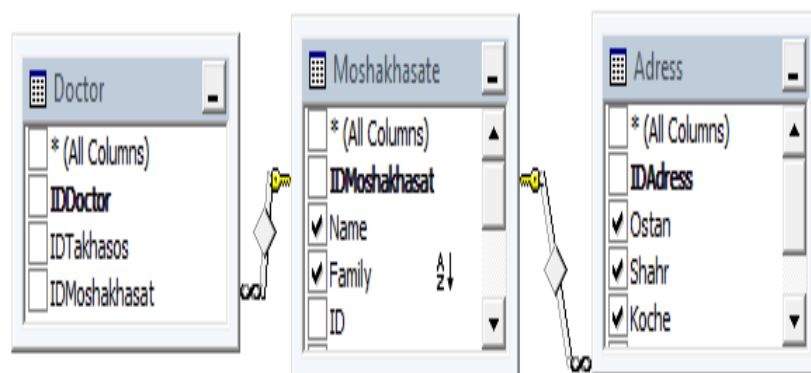 Doctor
* (All Columns)
IDDoctor
IDTakhasos
IDMoshakhasat
Moshakhasate
* (All Columns)
IDMoshakhasat
Name
Family
ID
Adress
* (All Columns)
IDAdress
Ostan
Shahr
Koche